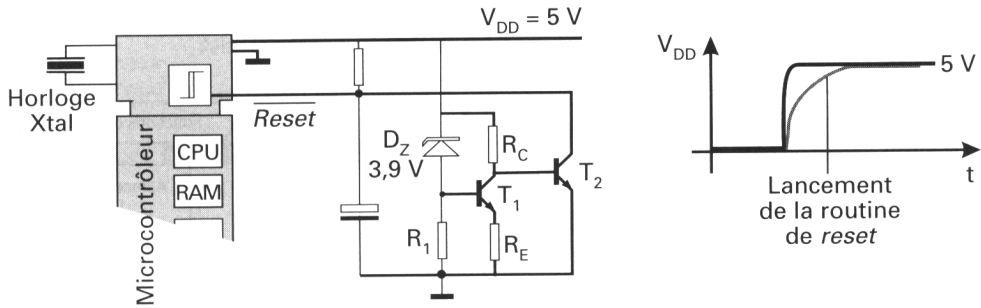 V_DD = 5 V
Horloge
Xtal
Reset
Microcontrôleur
CPU
RAM
D_Z
3,9 V
R_C
T_1
T_2
R_1
R_E
V_DD
5 V
t
Lancement
de la routine
de reset